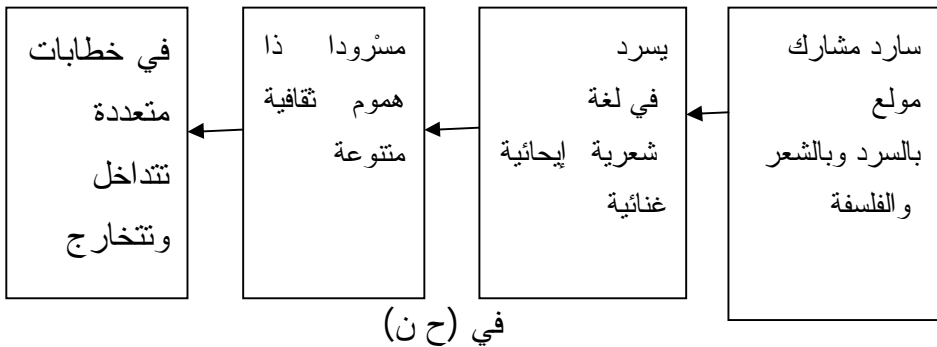 سارد مشارك
مولع
بالسرد وبالشعر
والفلسفة
يسرد
في لغة
شعرية إيحائية
غنائية
مسْرودا ذا
هموم ثقافية
متنوعة
في خطابات
متعددة
تتداخل
وتتخارج
في (ح ن)